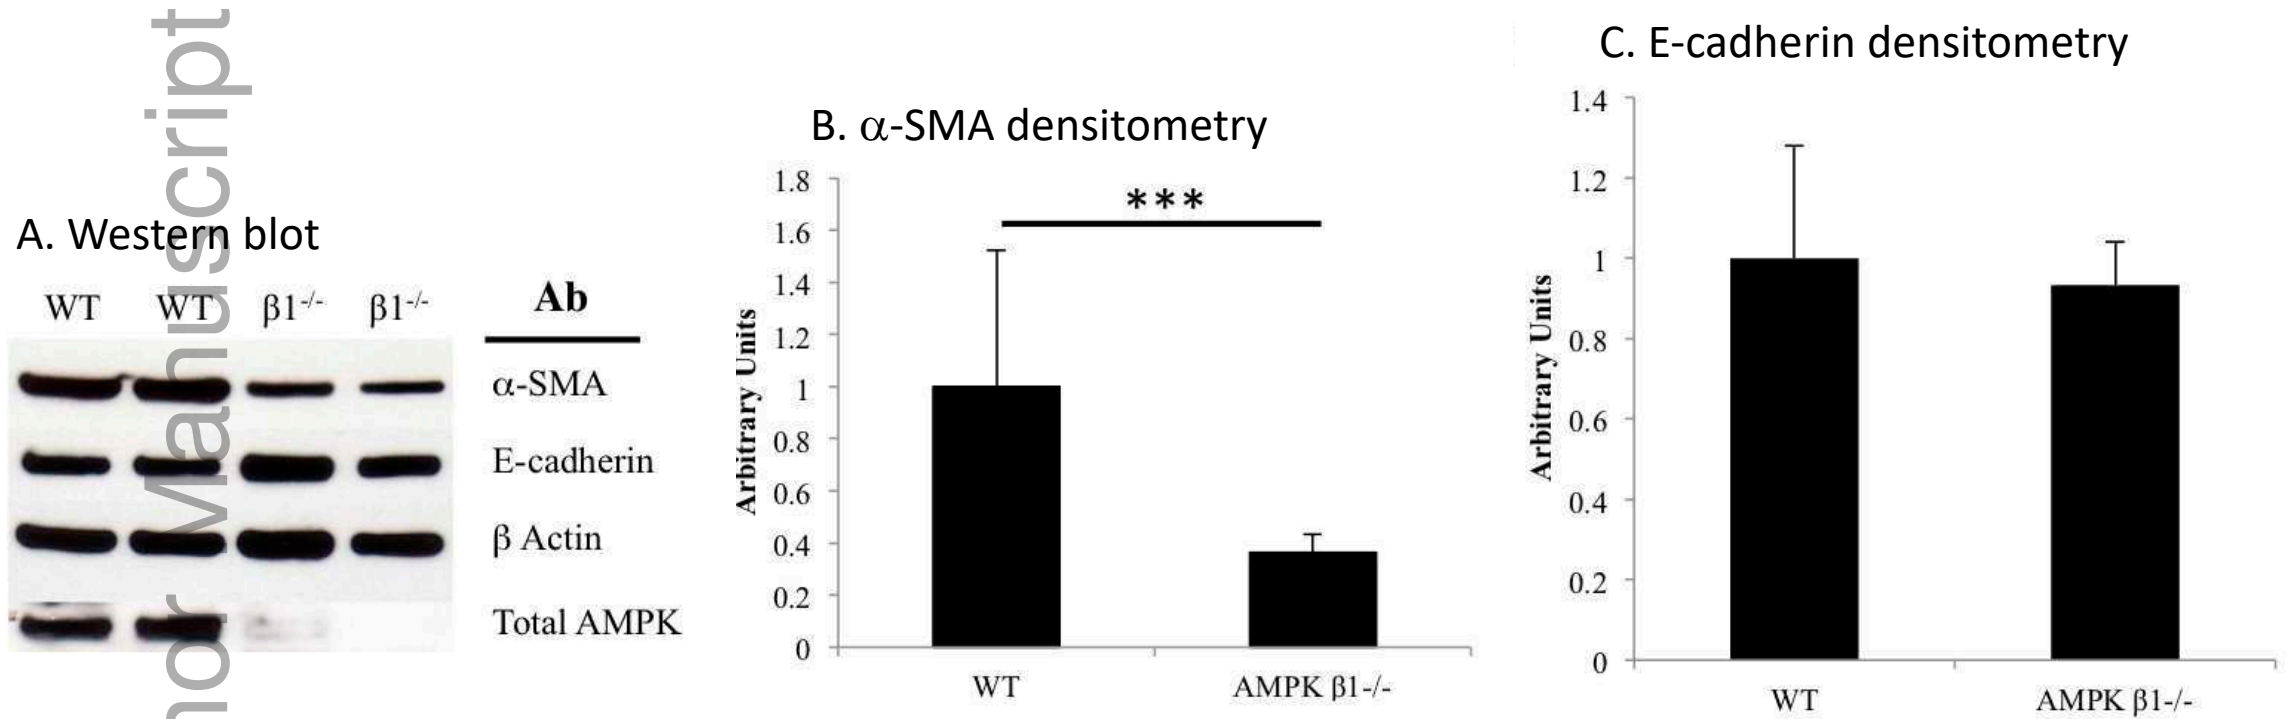 nor Manuscript
A. Western blot
WT WT β1-/- β1-/- Ab
α-SMA
E-cadherin
β Actin
Total AMPK
B. α-SMA densitometry
Arbitrary Units
1.8
1.6
1.4
1.2
1
0.8
0.6
0.4
0.2
0
***
WT AMPK β1-/-
C. E-cadherin densitometry
Arbitrary Units
1.4
1.2
1
0.8
0.6
0.4
0.2
0
WT AMPK β1-/-